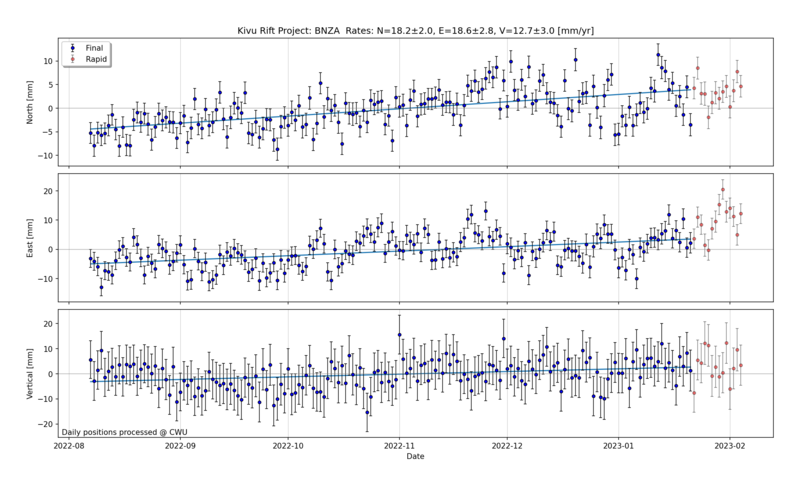 Kivu Rift Project: BNZA Rates: N=18.2±2.0, E=18.6±2.8, V=12.7±3.0 [mm/yr]
Final
Rapid
North [mm]
10
5
0
−5
−10
East [mm]
20
10
0
−10
Vertical [mm]
20
10
0
−10
−20
Daily positions processed @ CWU
2022-08
2022-09
2022-10
2022-11
2022-12
2023-01
2023-02
Date